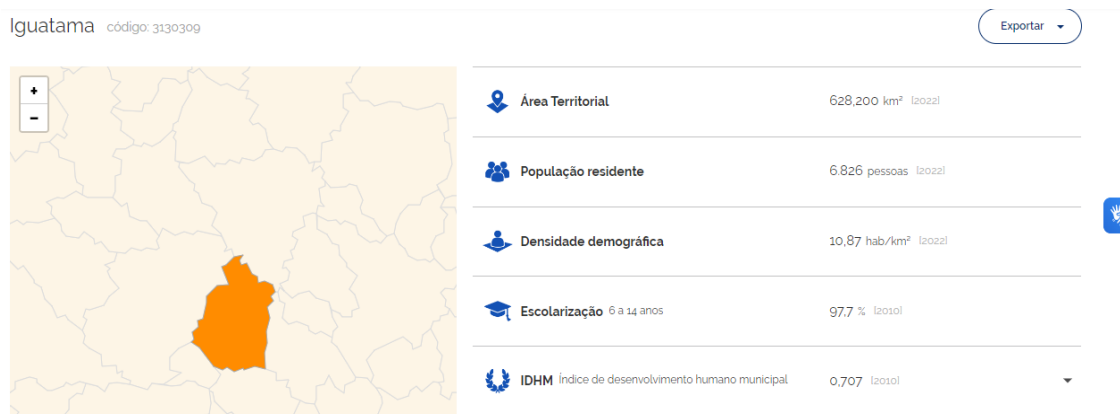 Iguatama código: 3130309
Exportar
+
−
Área Territorial 628,200 km² [2022]
População residente 6.826 pessoas [2022]
Densidade demográfica 10,87 hab/km² [2022]
Escolarização 6 a 14 anos 97,7 % [2010]
IDHM Índice de desenvolvimento humano municipal 0,707 [2010]